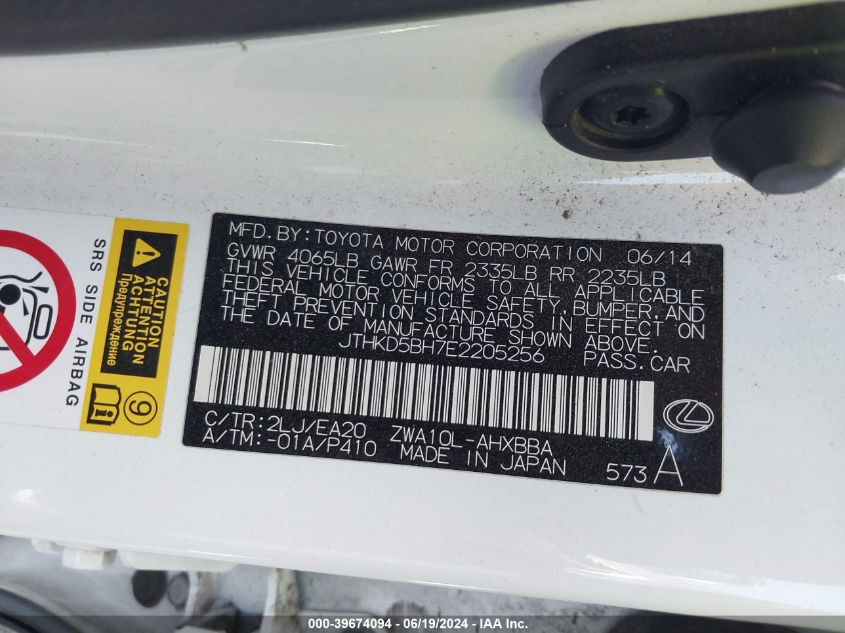 MFD. BY: TOYOTA MOTOR CORPORATION 06/14
GVWR 4065LB GAWR FR 2335LB RR 2235LB
THIS VEHICLE CONFORMS TO ALL APPLICABLE
FEDERAL MOTOR VEHICLE SAFETY, BUMPER, AND
THEFT PREVENTION STANDARDS IN EFFECT ON
THE DATE OF MANUFACTURE SHOWN ABOVE.
JTHKD5BH7E2205256 PASS. CAR
C/TR: 2LJ/EA20 ZWA10L-AHXBBA
A/TM: -01A/P410 MADE IN JAPAN 573 A
SRS SIDE AIRBAG
CAUTION
ATTENTION
ACHTUNG
Предупреждение
i
9
000-39674094 - 06/19/2024 - IAA Inc.